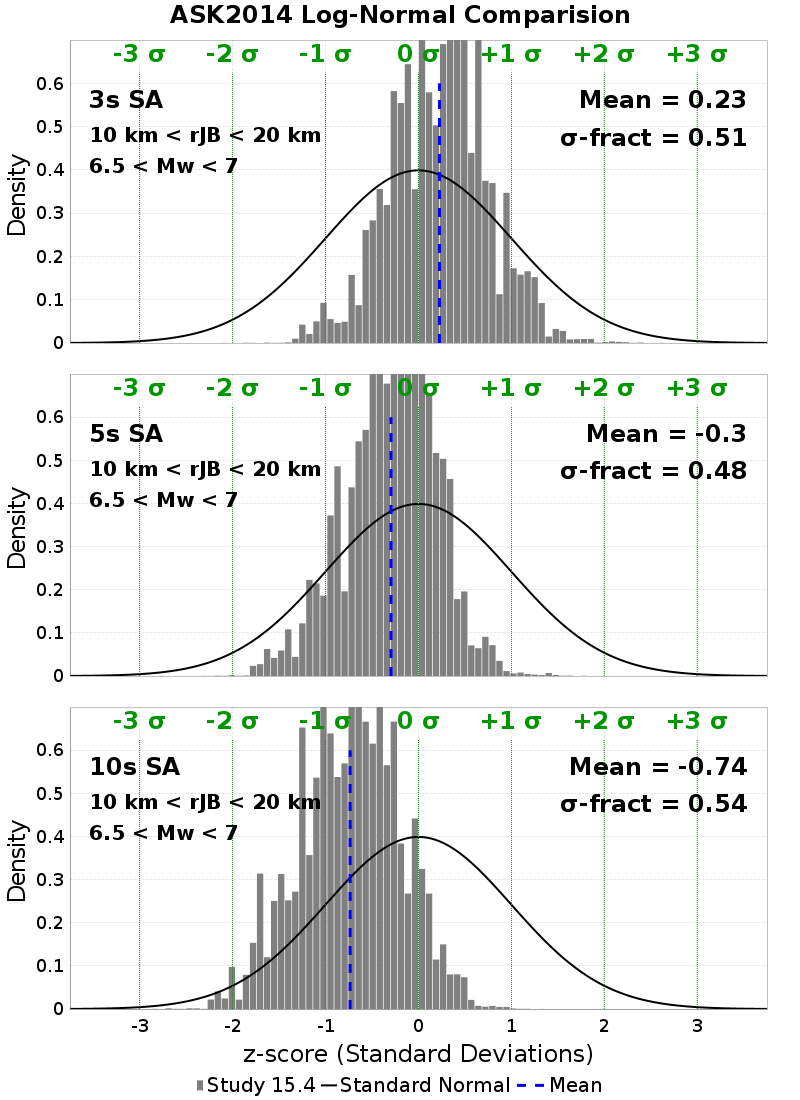 ASK2014 Log-Normal Comparision
-3 σ -2 σ -1 σ 0 σ +1 σ +2 σ +3 σ
3s SA
10 km < rJB < 20 km
6.5 < Mw < 7
Mean = 0.23
σ-fract = 0.51
Density
0.6
0.5
0.4
0.3
0.2
0.1
0
-3 σ -2 σ -1 σ 0 σ +1 σ +2 σ +3 σ
5s SA
10 km < rJB < 20 km
6.5 < Mw < 7
Mean = -0.3
σ-fract = 0.48
Density
0.6
0.5
0.4
0.3
0.2
0.1
0
-3 σ -2 σ -1 σ 0 σ +1 σ +2 σ +3 σ
10s SA
10 km < rJB < 20 km
6.5 < Mw < 7
Mean = -0.74
σ-fract = 0.54
Density
0.6
0.5
0.4
0.3
0.2
0.1
0
-3 -2 -1 0 1 2 3
z-score (Standard Deviations)
Study 15.4 Standard Normal Mean